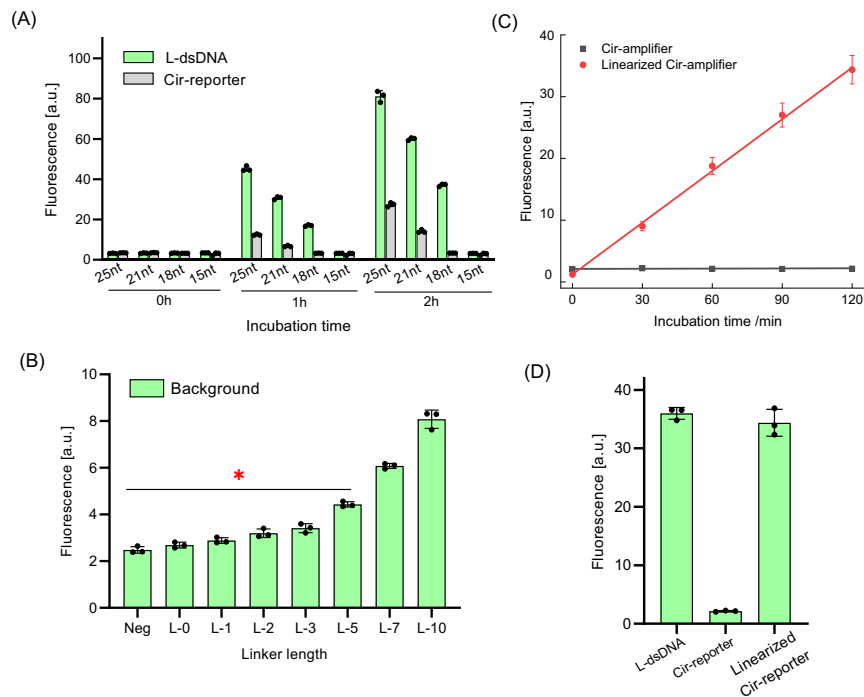 (A)
Fluorescence [a.u.]
100
80
60
40
20
0
L-dsDNA
Cir-reporter
25nt 21nt 18nt 15nt 25nt 21nt 18nt 15nt 25nt 21nt 18nt 15nt
0h 1h 2h
Incubation time
(C)
Fluorescence [a.u.]
40
30
20
10
0
Cir-amplifier
Linearized Cir-amplifier
0 30 60 90 120
Incubation time /min
(B)
Fluorescence [a.u.]
10
8
6
4
2
0
Background
*
Neg L-0 L-1 L-2 L-3 L-5 L-7 L-10
Linker length
(D)
Fluorescence [a.u.]
40
30
20
10
0
L-dsDNA
Cir-reporter
Linearized
Cir-reporter